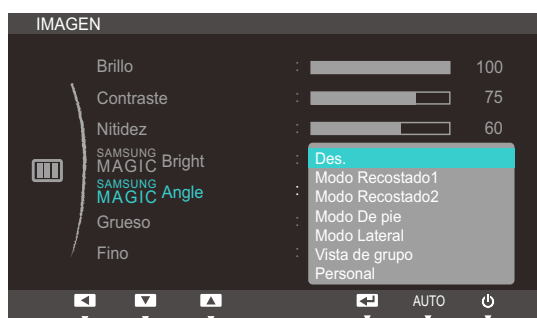 IMAGEN
Brillo : 100
Contraste : 75
Nitidez : 60
SAMSUNG MAGIC Bright :
SAMSUNG MAGIC Angle :
Grueso :
Fino :
Des.
Modo Recostado1
Modo Recostado2
Modo De pie
Modo Lateral
Vista de grupo
Personal
AUTO